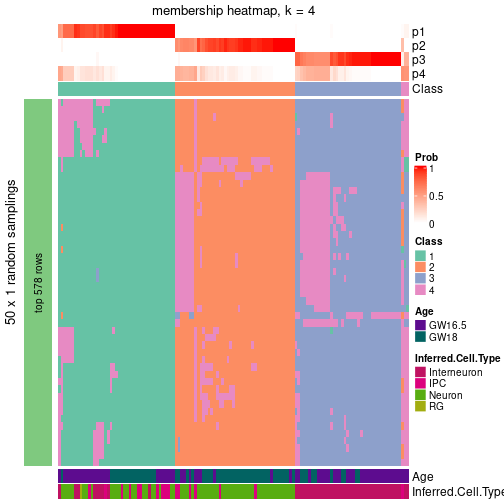 membership heatmap, k = 4
p1
p2
p3
p4
Class
50 x 1 random samplings
top 578 rows
Prob
1
0.5
0
Class
1
2
3
4
Age
GW16.5
GW18
Inferred.Cell.Type
Interneuron
IPC
Neuron
RG
Age
Inferred.Cell.Type